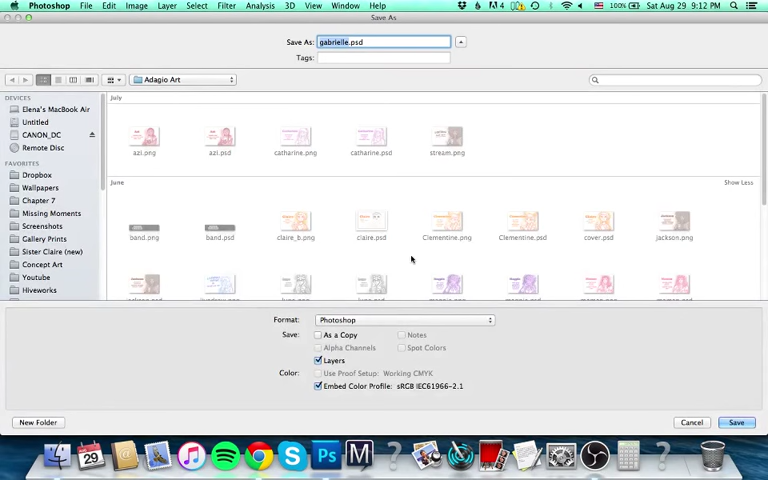 Photoshop File Edit Image Layer Select Filter Analysis 3D View Window Help 4 100% Sat Aug 29 9:12 PM
Save As
Save As: gabrielle.psd
Tags:
Adagio Art
DEVICES
Elena's MacBook Air
Untitled
CANON_DC
Remote Disc
FAVORITES
Dropbox
Wallpapers
Chapter 7
Missing Moments
Screenshots
Gallery Prints
Sister Claire (new)
Concept Art
Youtube
Hiveworks
July
azi.png azi.psd catharine.png catharine.psd stream.png
June Show Less
band.png band.psd claire_b.png claire.psd Clementine.png Clementine.psd cover.psd jackson.png
jackson.psd
Format: Photoshop
Save: As a Copy Notes
Alpha Channels Spot Colors
Layers
Color: Use Proof Setup: Working CMYK
Embed Color Profile: sRGB IEC61966-2.1
New Folder Cancel Save
29 Ps M